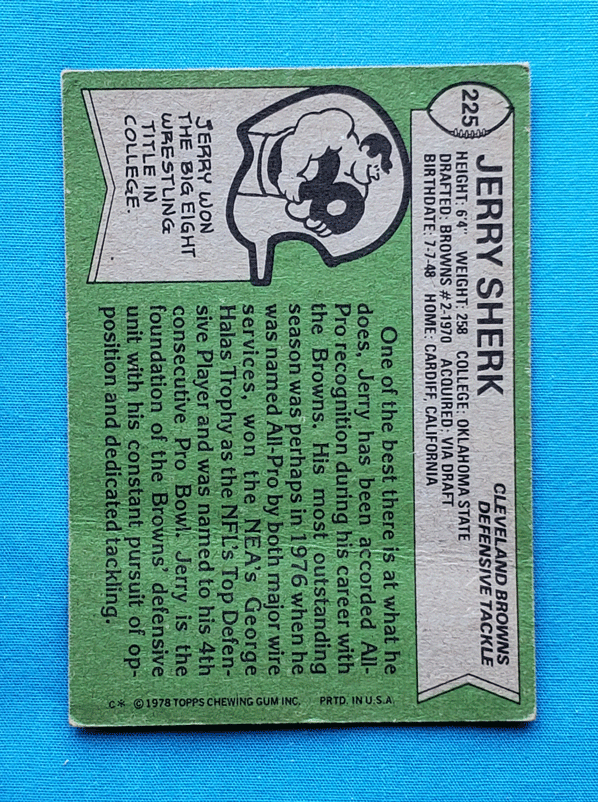 225
JERRY SHERK
CLEVELAND BROWNS
DEFENSIVE TACKLE
HEIGHT: 6'4" WEIGHT: 258 COLLEGE: OKLAHOMA STATE
DRAFTED: BROWNS #2-1970 ACQUIRED: VIA DRAFT
BIRTHDATE: 7-7-48 HOME: CARDIFF, CALIFORNIA
JERRY WON
THE BIG EIGHT
WRESTLING
TITLE IN
COLLEGE.
One of the best there is at what he
does, Jerry has been accorded All-
Pro recognition during his career with
the Browns. His most outstanding
season was perhaps in 1976 when he
was named All-Pro by both major wire
services, won the NEA's George
Halas Trophy as the NFL's Top Defen-
sive Player and was named to his 4th
consecutive Pro Bowl. Jerry is the
foundation of the Browns' defensive
unit with his constant pursuit of op-
position and dedicated tackling.
C* © 1978 TOPPS CHEWING GUM INC. PRTD. IN U.S.A.